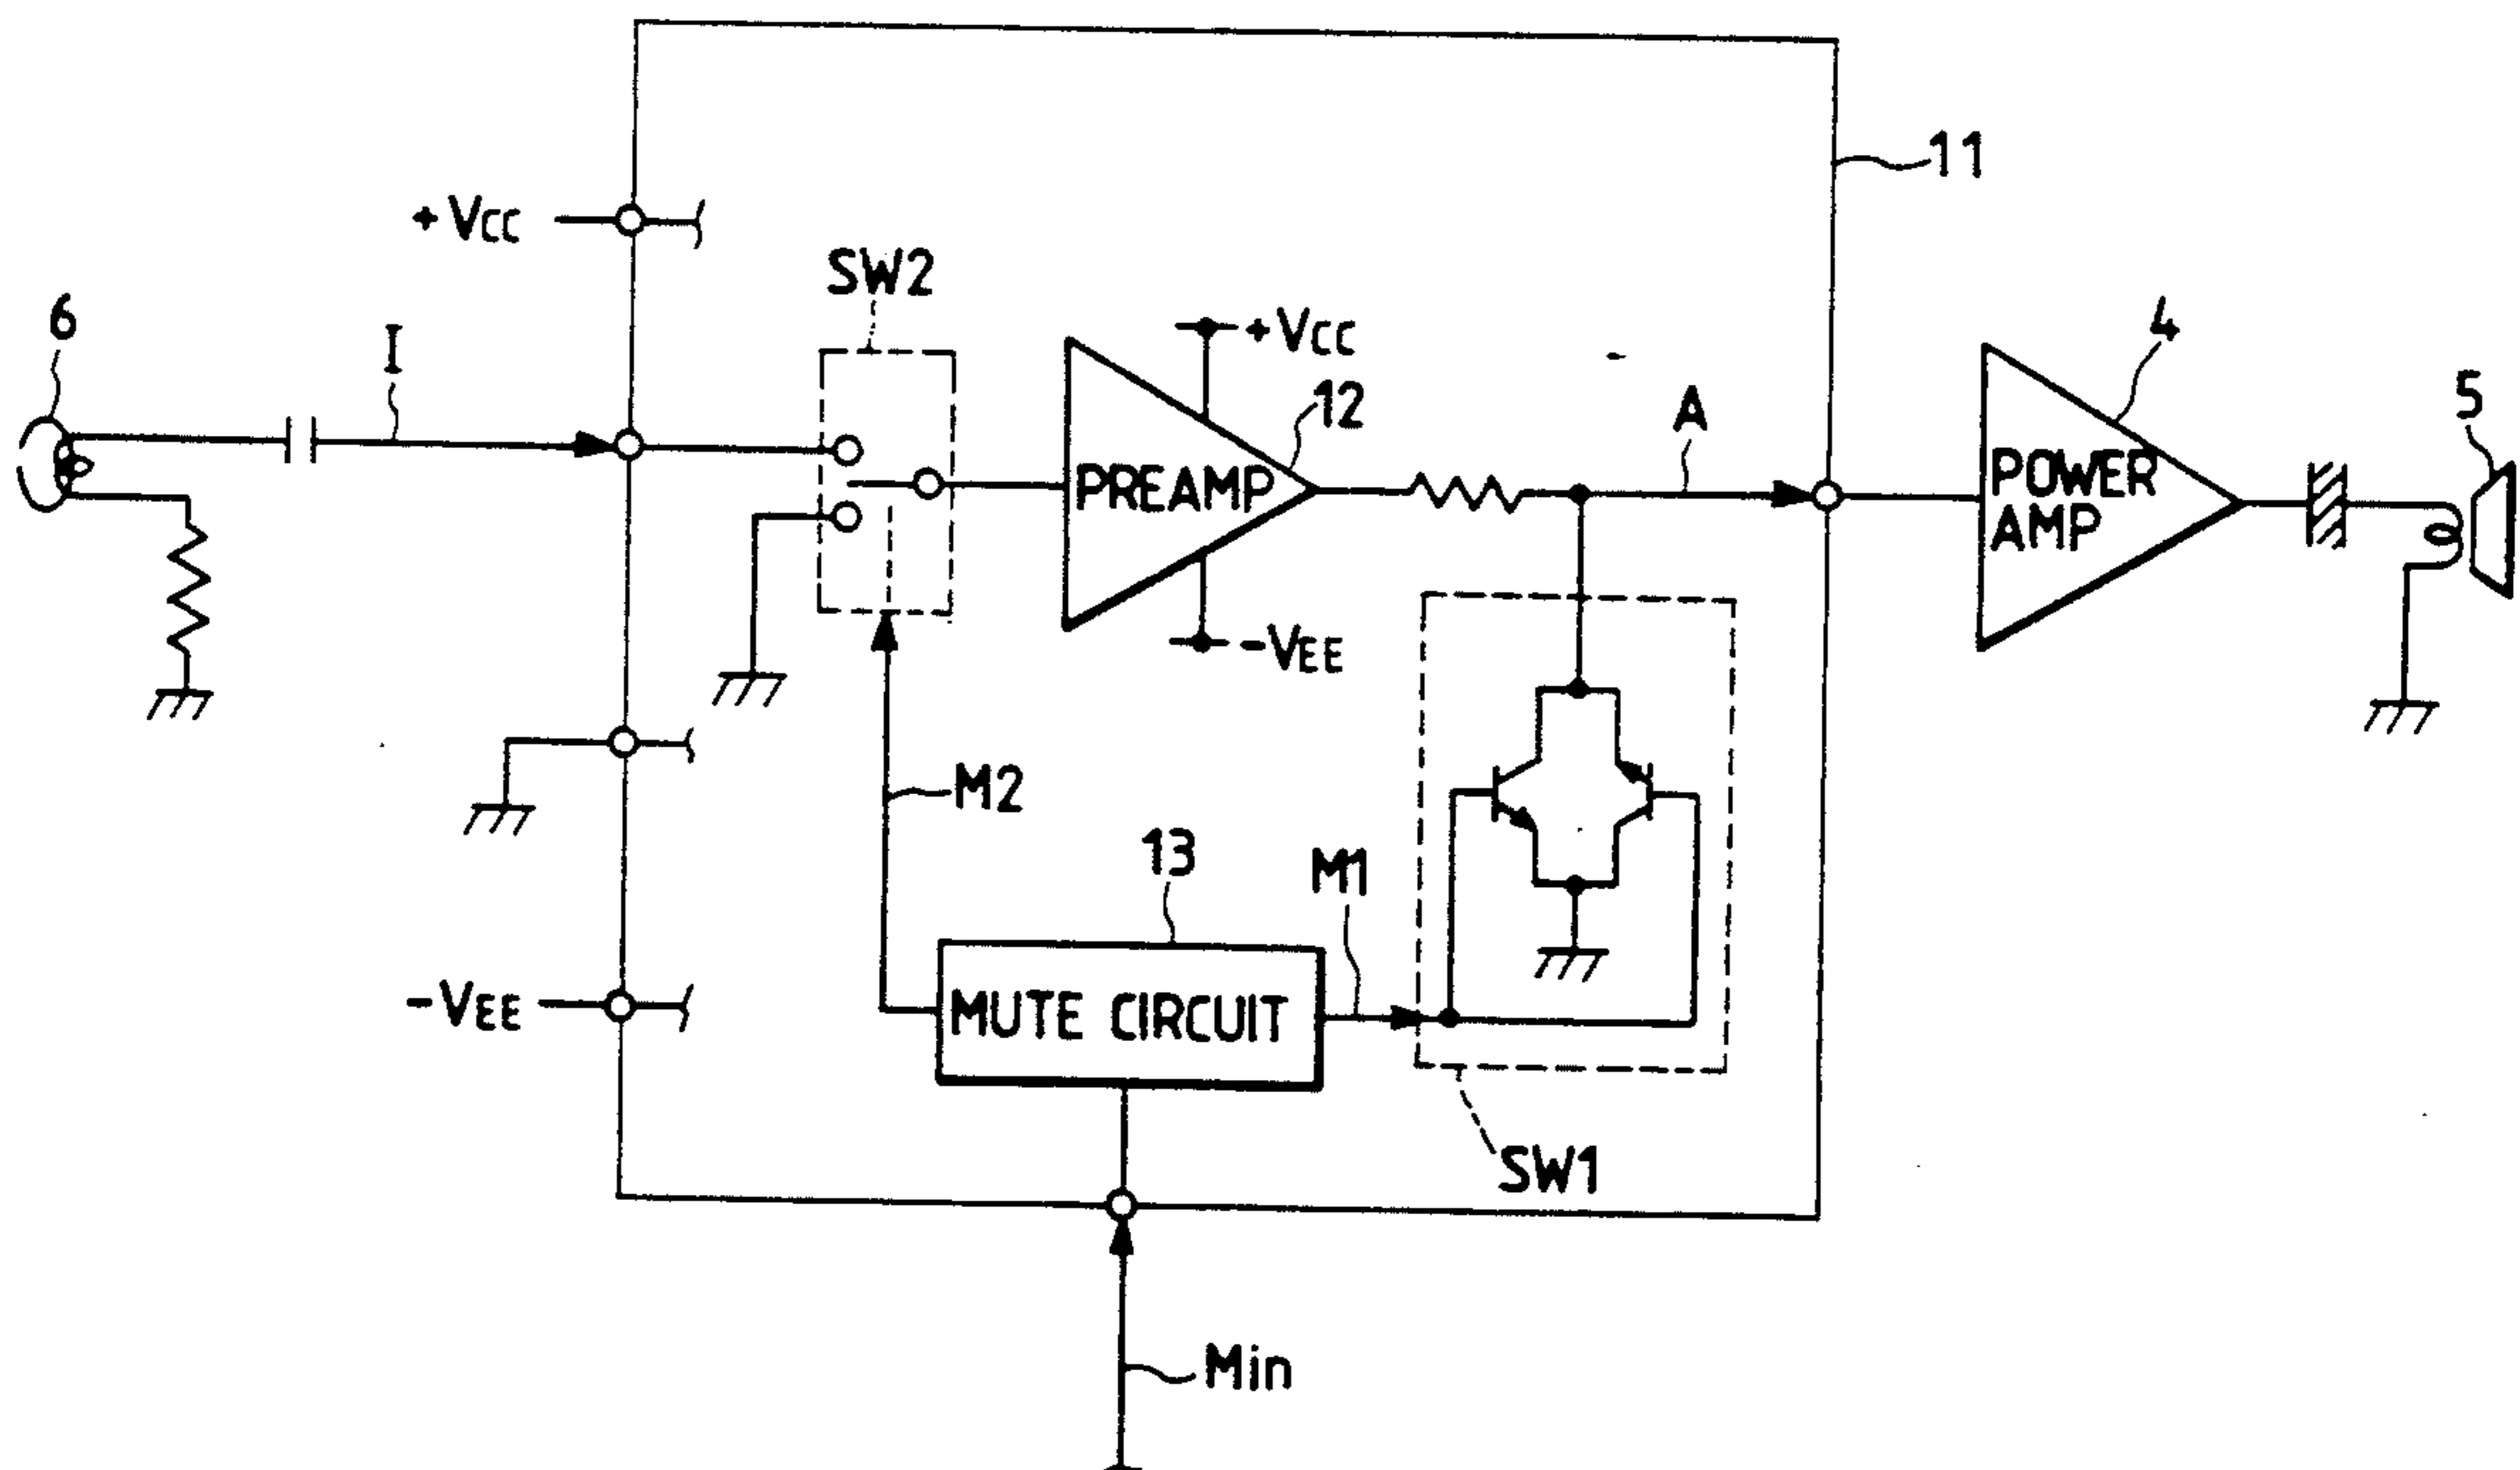 11
+ VCC
SW2
6
I
+VCC
4
12
A
5
PREAMP
POWER
AMP
-VEE
M2
13
M1
-VEE
MUTE CIRCUIT
SW1
Min